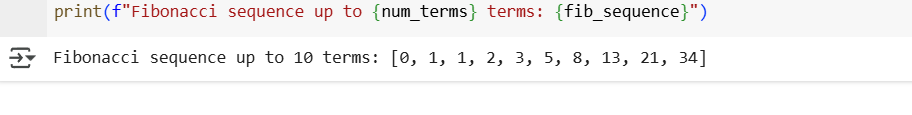 print(f"Fibonacci sequence up to {num_terms} terms: {fib_sequence}")
Fibonacci sequence up to 10 terms: [0, 1, 1, 2, 3, 5, 8, 13, 21, 34]